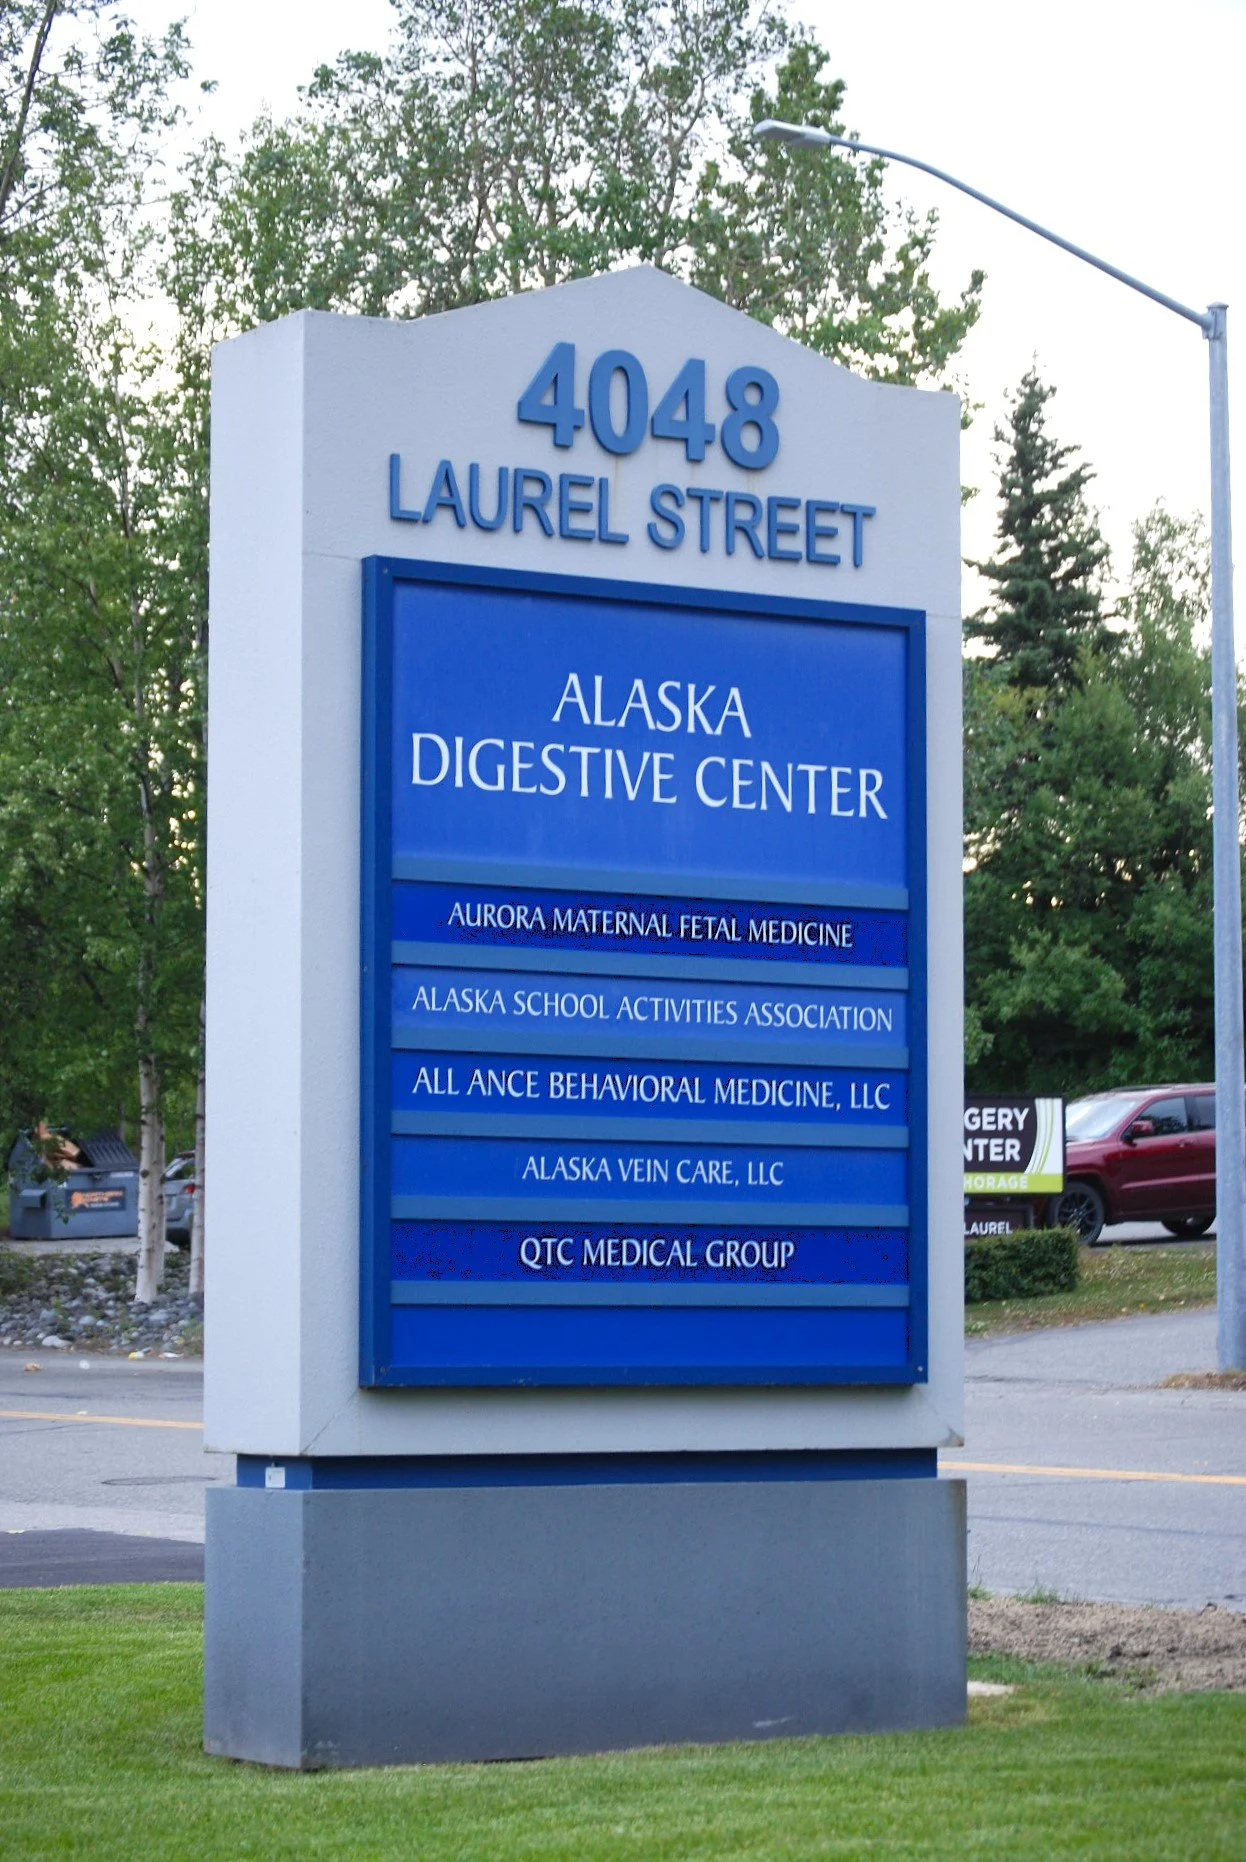 4048
LAUREL STREET
ALASKA
DIGESTIVE CENTER
AURORA MATERNAL FETAL MEDICINE
ALASKA SCHOOL ACTIVITIES ASSOCIATION
ALL ANCE BEHAVIORAL MEDICINE, LLC
ALASKA VEIN CARE, LLC
QTC MEDICAL GROUP
GERY
NTER
HORAGE
LAUREL